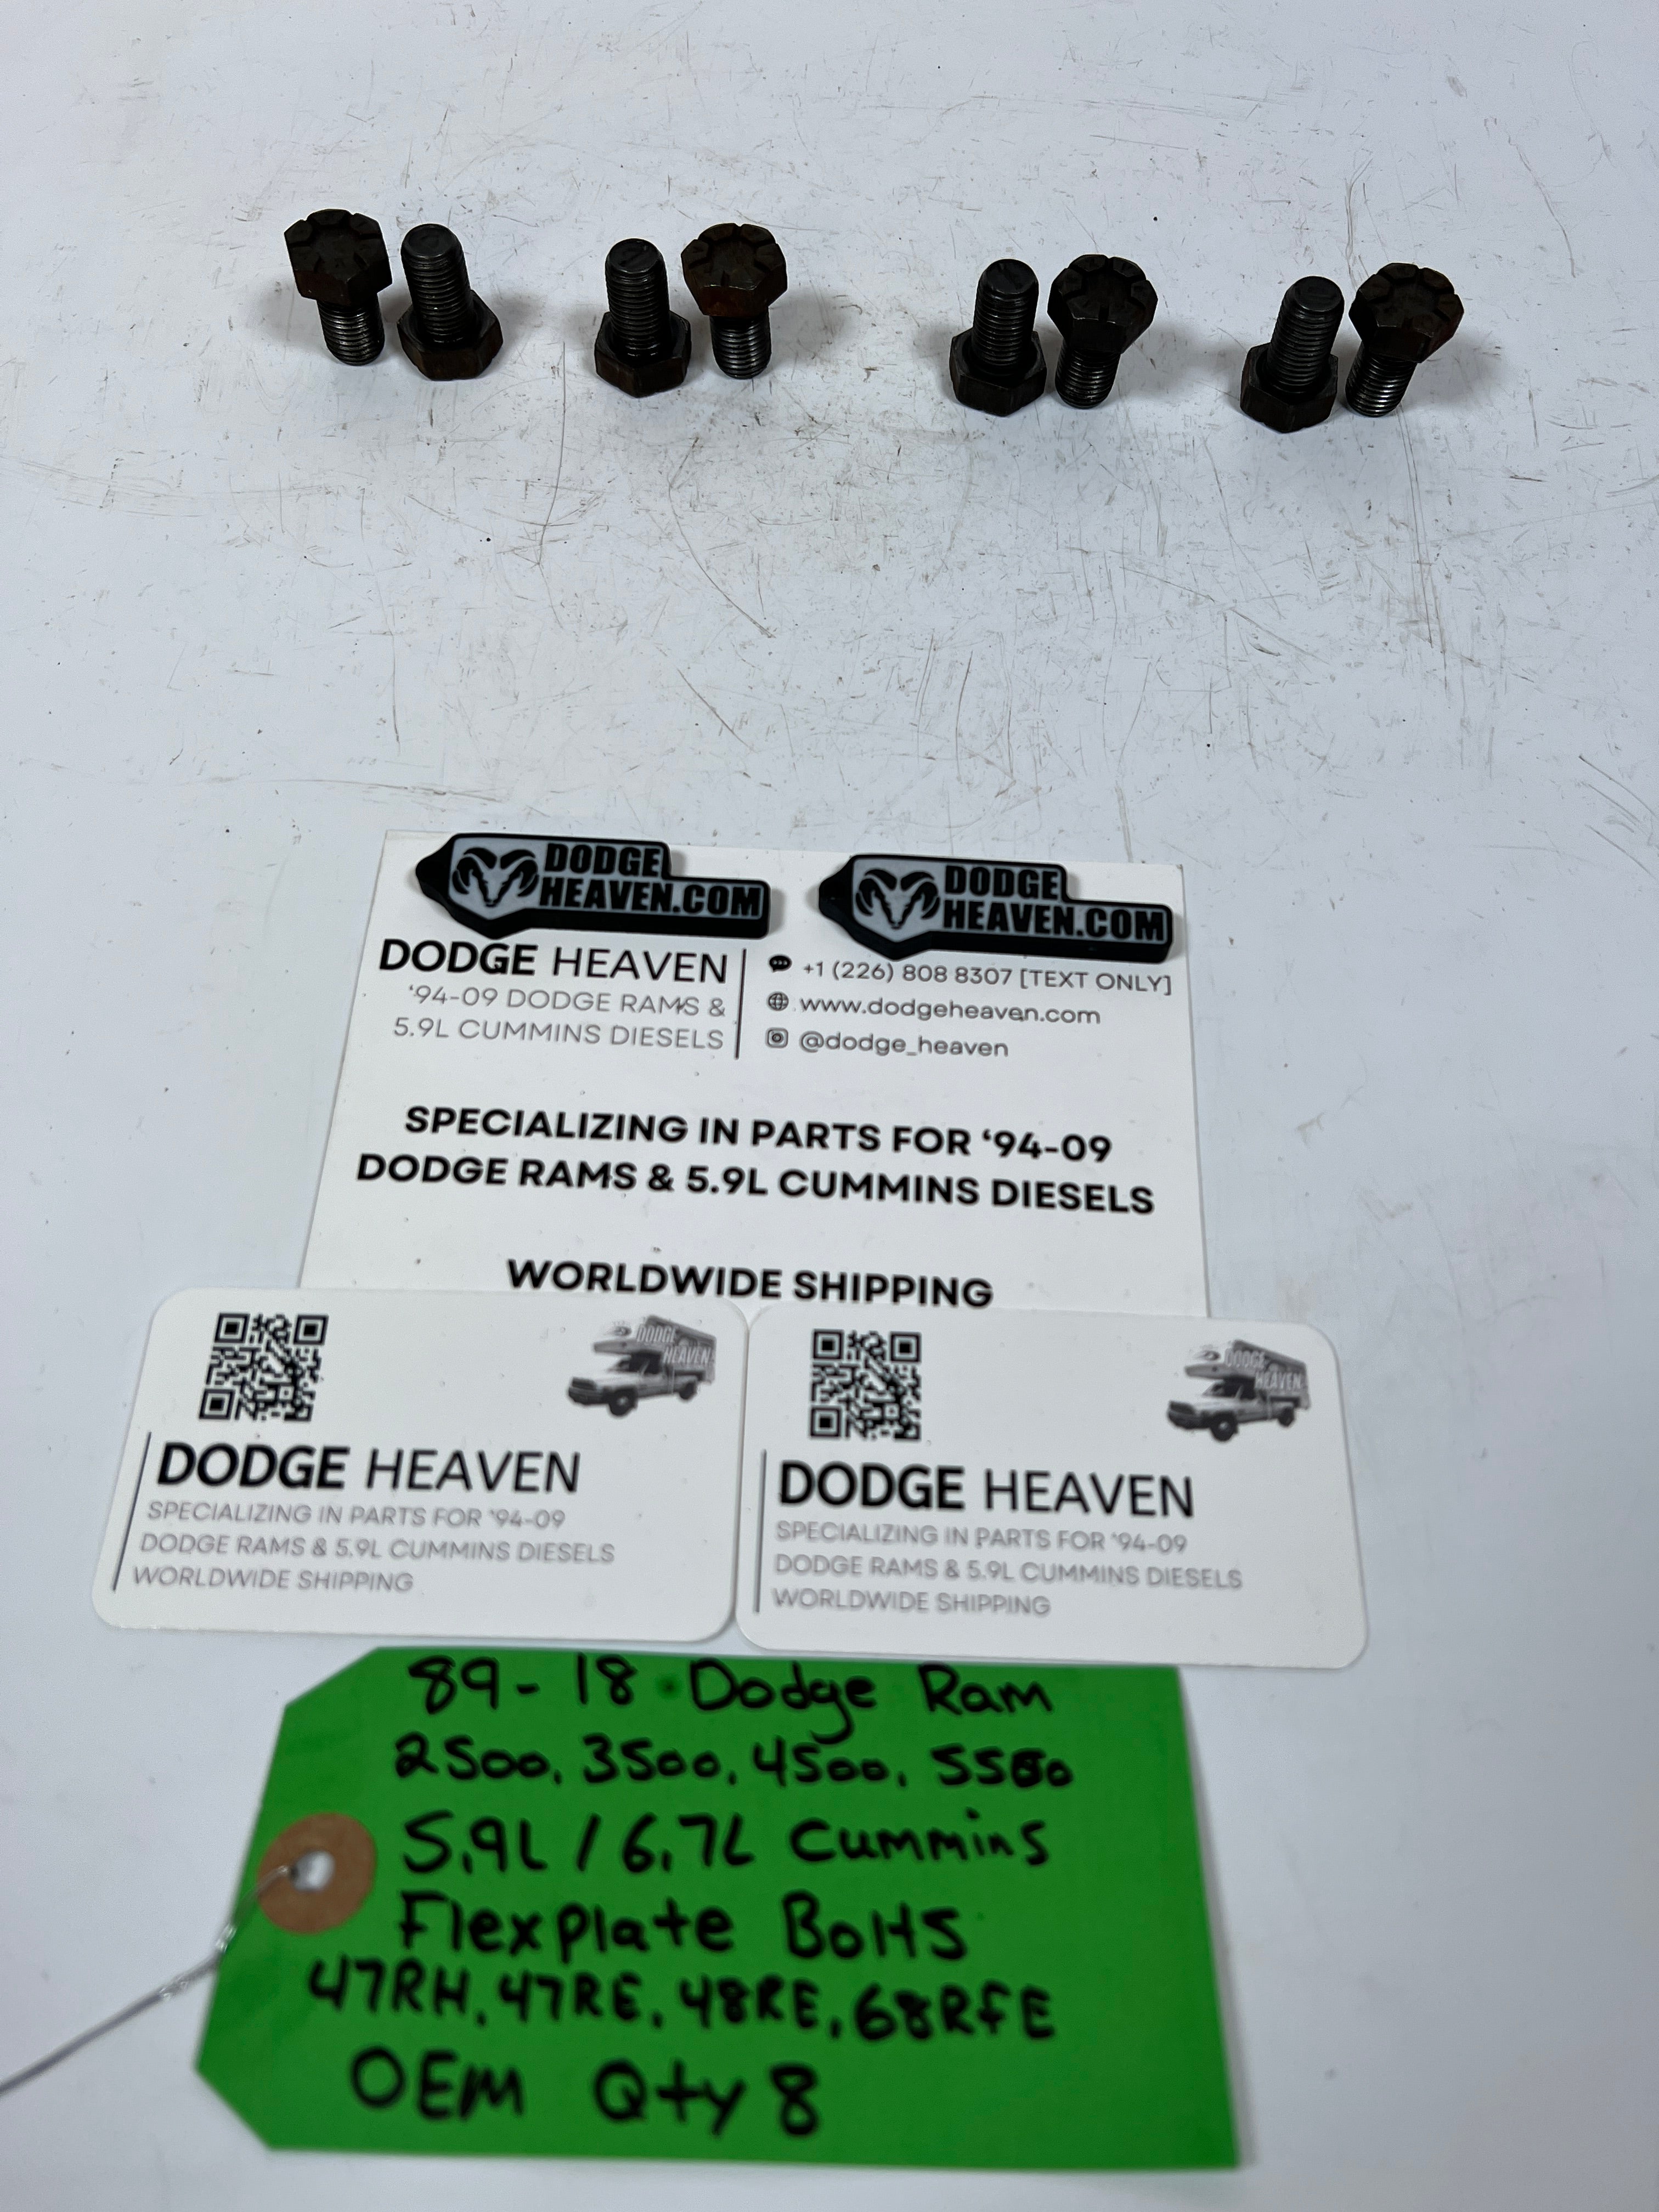 DODGE
HEAVEN.COM
DODGE
HEAVEN.COM
DODGE HEAVEN
'94-09 DODGE RAMS &
5.9L CUMMINS DIESELS
+1 (226) 808 8307 [TEXT ONLY]
www.dodgeheaven.com
@dodge_heaven
SPECIALIZING IN PARTS FOR '94-09
DODGE RAMS & 5.9L CUMMINS DIESELS
WORLDWIDE SHIPPING
DODGE
HEAVEN
DODGE HEAVEN
SPECIALIZING IN PARTS FOR '94-09
DODGE RAMS & 5.9L CUMMINS DIESELS
WORLDWIDE SHIPPING
DODGE
HEAVEN
DODGE HEAVEN
SPECIALIZING IN PARTS FOR '94-09
DODGE RAMS & 5.9L CUMMINS DIESELS
WORLDWIDE SHIPPING
89-18 Dodge Ram
2500, 3500, 4500, 5500
5.9L / 6.7L Cummins
Flexplate Bolts
47RH, 47RE, 48RE, 68RfE
OEM Qty 8